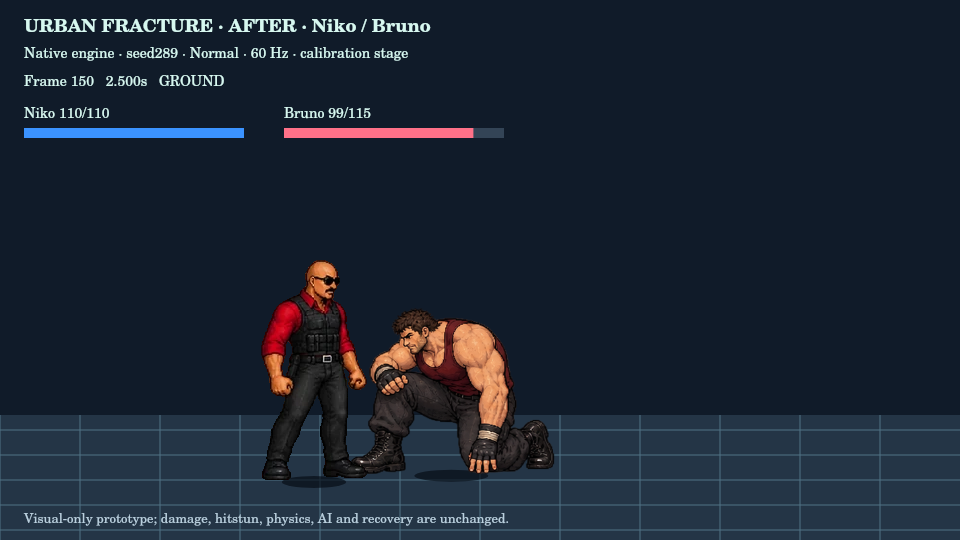 URBAN FRACTURE · AFTER · Niko / Bruno
Native engine · seed289 · Normal · 60 Hz · calibration stage
Frame 150   2.500s   GROUND
Niko 110/110   Bruno 99/115
Visual-only prototype; damage, hitstun, physics, AI and recovery are unchanged.